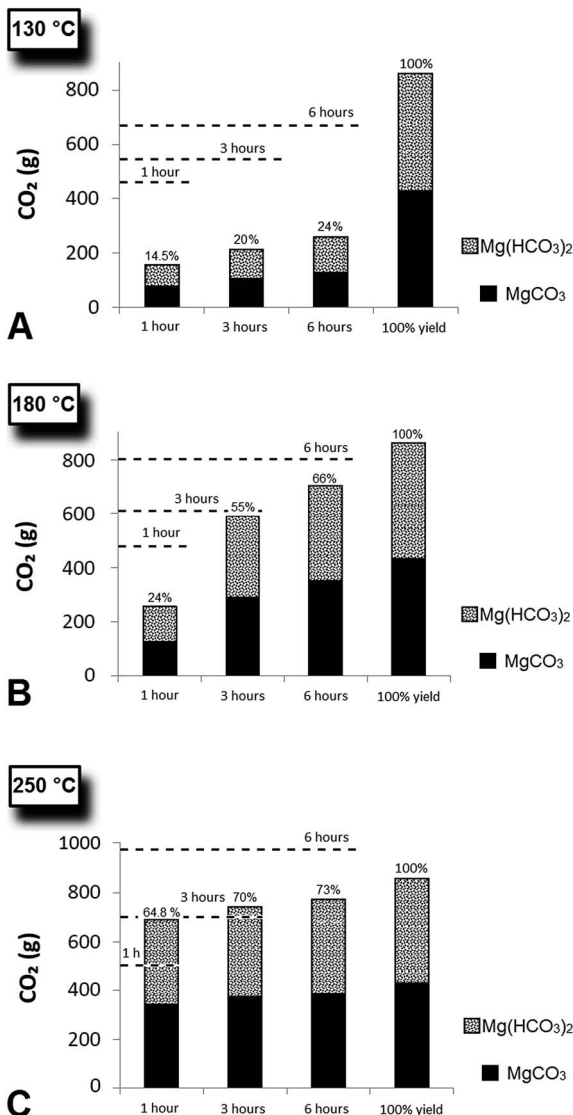 130 °C
100%
800
6 hours
600
3 hours
1 hour
CO₂ (g)
400
24%
20%
14.5%
200
0
Mg(HCO₃)₂
MgCO₃
1 hour 3 hours 6 hours 100% yield
A
180 °C
100%
800
6 hours
66%
3 hours
55%
600
1 hour
CO₂ (g)
400
24%
200
0
Mg(HCO₃)₂
MgCO₃
1 hour 3 hours 6 hours 100% yield
B
250 °C
1000
6 hours
100%
800
73%
70%
3 hours
64.8 %
600
1 h
CO₂ (g)
400
200
0
Mg(HCO₃)₂
MgCO₃
1 hour 3 hours 6 hours 100% yield
C